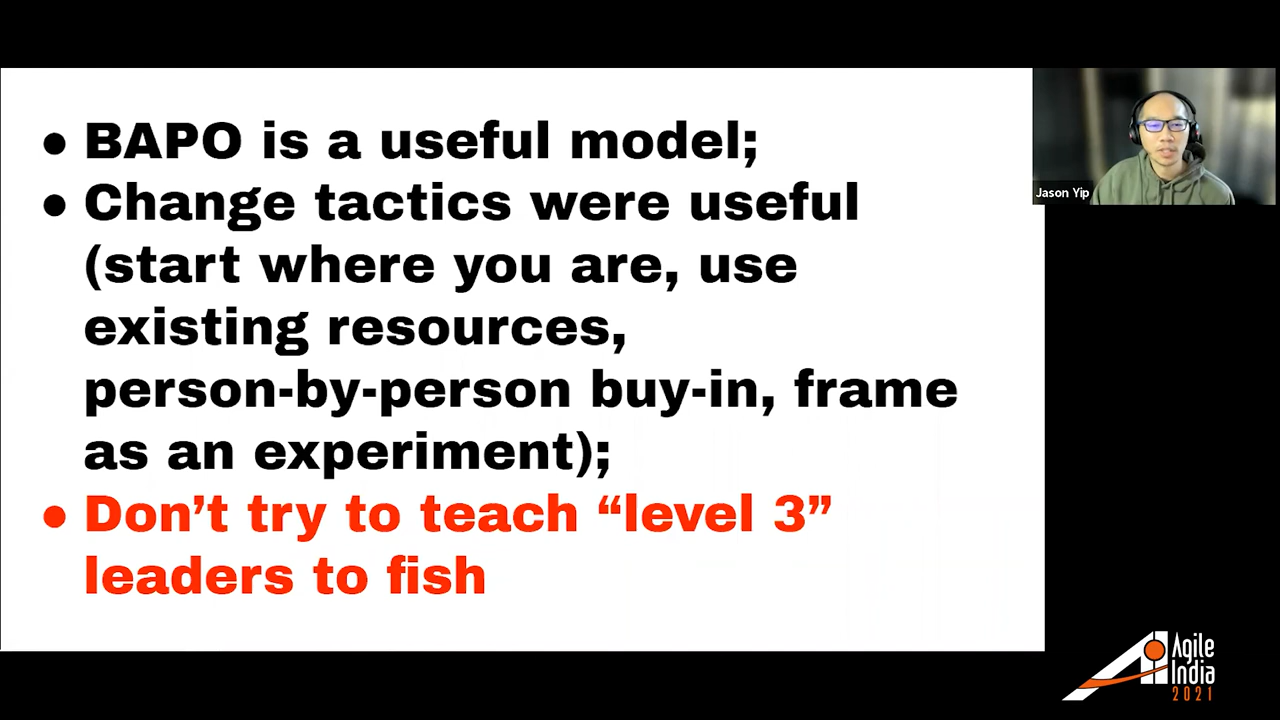 ● BAPO is a useful model;
● Change tactics were useful
(start where you are, use
existing resources,
person-by-person buy-in, frame
as an experiment);
● Don’t try to teach “level 3”
leaders to fish
Jason Yip
Agile
India
2021